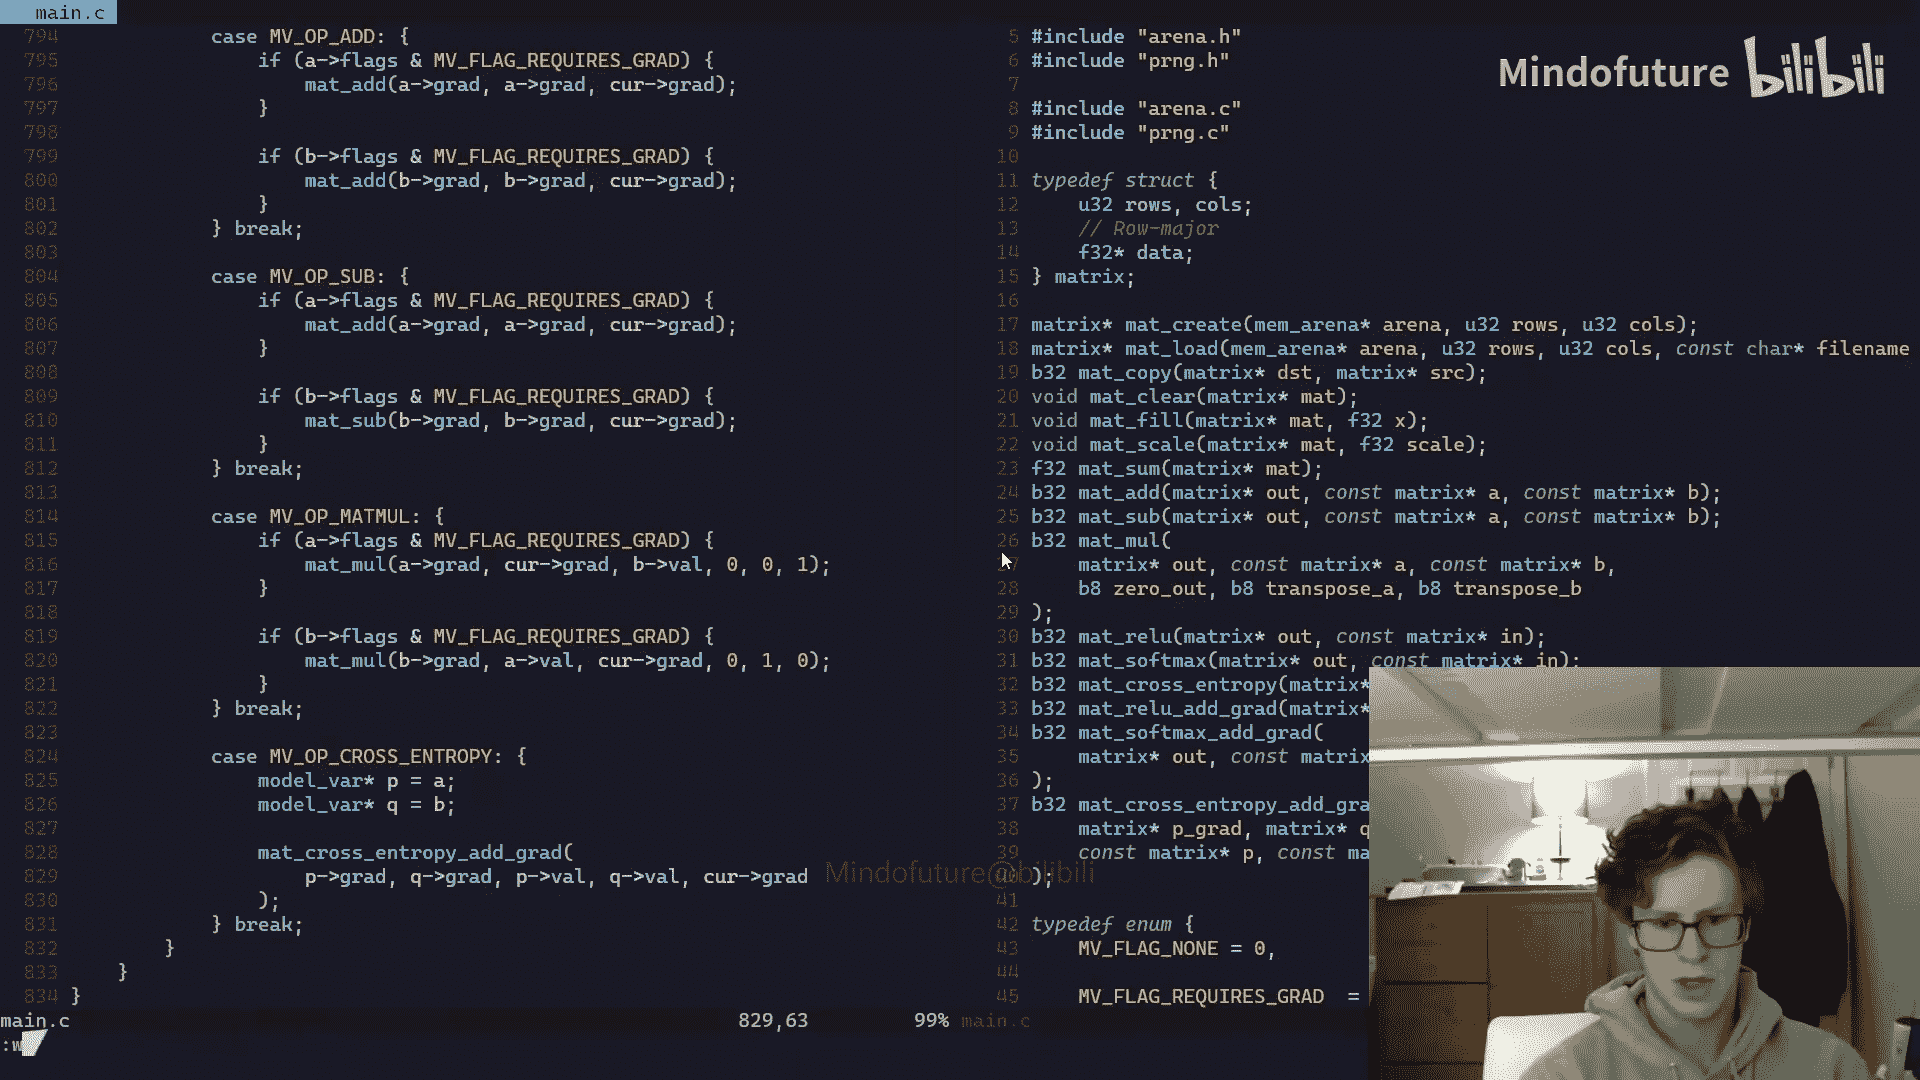 main.c
794 case MV_OP_ADD: {
795 if (a->flags & MV_FLAG_REQUIRES_GRAD) {
796 mat_add(a->grad, a->grad, cur->grad);
797 }
798
799 if (b->flags & MV_FLAG_REQUIRES_GRAD) {
800 mat_add(b->grad, b->grad, cur->grad);
801 }
802 } break;
803
804 case MV_OP_SUB: {
805 if (a->flags & MV_FLAG_REQUIRES_GRAD) {
806 mat_add(a->grad, a->grad, cur->grad);
807 }
808
809 if (b->flags & MV_FLAG_REQUIRES_GRAD) {
810 mat_sub(b->grad, b->grad, cur->grad);
811 }
812 } break;
813
814 case MV_OP_MATMUL: {
815 if (a->flags & MV_FLAG_REQUIRES_GRAD) {
816 mat_mul(a->grad, cur->grad, b->val, 0, 0, 1);
817 }
818
819 if (b->flags & MV_FLAG_REQUIRES_GRAD) {
820 mat_mul(b->grad, a->val, cur->grad, 0, 1, 0);
821 }
822 } break;
823
824 case MV_OP_CROSS_ENTROPY: {
825 model_var* p = a;
826 model_var* q = b;
827
828 mat_cross_entropy_add_grad(
829 p->grad, q->grad, p->val, q->val, cur->grad
830 );
831 } break;
832 }
833 }
834 }
main.c 829,63 99%
:w
5 #include "arena.h"
6 #include "prng.h"
7
8 #include "arena.c"
9 #include "prng.c"
10
11 typedef struct {
12 u32 rows, cols;
13 // Row-major
14 f32* data;
15 } matrix;
16
17 matrix* mat_create(mem_arena* arena, u32 rows, u32 cols);
18 matrix* mat_load(mem_arena* arena, u32 rows, u32 cols, const char* filename
19 b32 mat_copy(matrix* dst, matrix* src);
20 void mat_clear(matrix* mat);
21 void mat_fill(matrix* mat, f32 x);
22 void mat_scale(matrix* mat, f32 scale);
23 f32 mat_sum(matrix* mat);
24 b32 mat_add(matrix* out, const matrix* a, const matrix* b);
25 b32 mat_sub(matrix* out, const matrix* a, const matrix* b);
26 b32 mat_mul(
27 matrix* out, const matrix* a, const matrix* b,
28 b8 zero_out, b8 transpose_a, b8 transpose_b
29 );
30 b32 mat_relu(matrix* out, const matrix* in);
31 b32 mat_softmax(matrix* out, const matrix* in);
32 b32 mat_cross_entropy(matrix*
33 b32 mat_relu_add_grad(matrix*
34 b32 mat_softmax_add_grad(
35 matrix* out, const matrix
36 );
37 b32 mat_cross_entropy_add_gra
38 matrix* p_grad, matrix* q
39 const matrix* p, const ma
40 );
41
42 typedef enum {
43 MV_FLAG_NONE = 0,
44
45 MV_FLAG_REQUIRES_GRAD =
main.c
Mindofuture bilibili
Mindofuture@bilibili